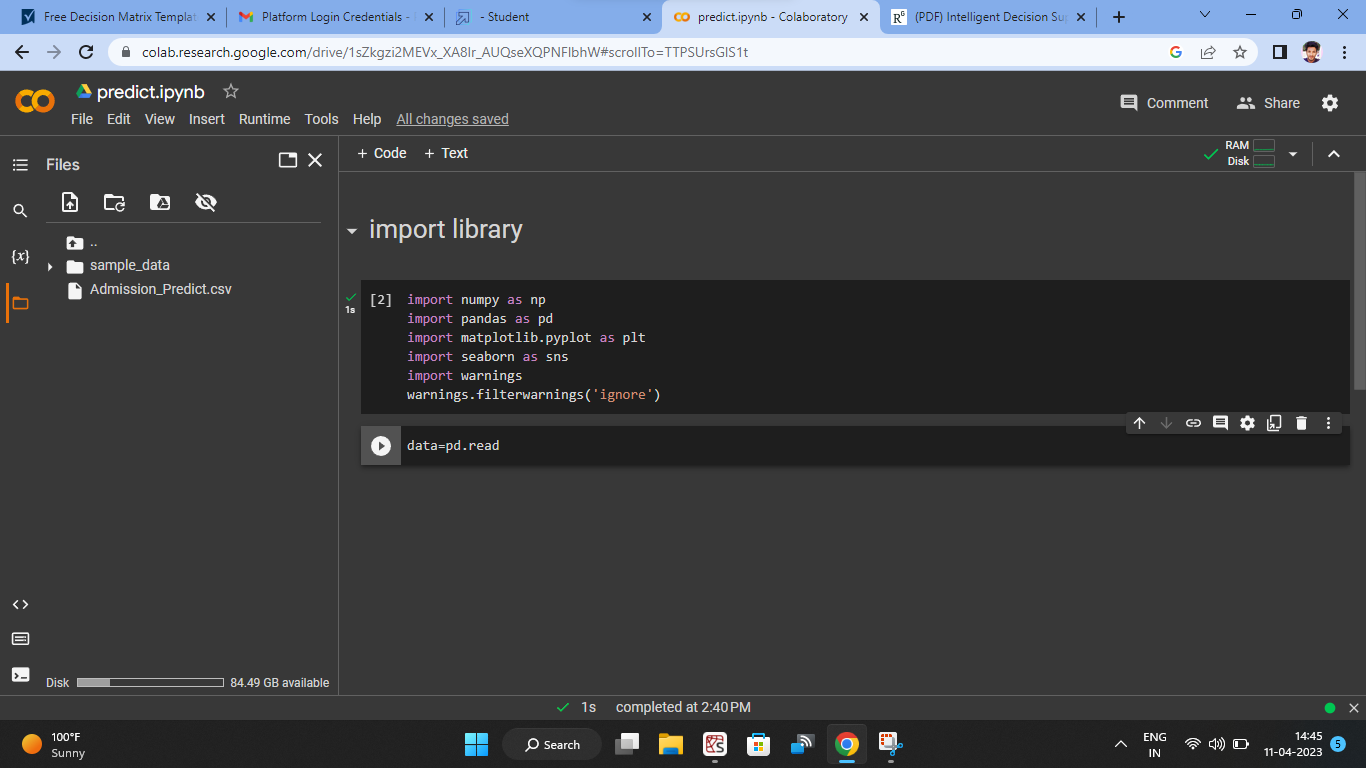 Free Decision Matrix Templat
Platform Login Credentials -
- Student
predict.ipynb - Colaboratory
(PDF) Intelligent Decision Su
colab.research.google.com/drive/
predict.ipynb
Comment
Share
File Edit View Insert Runtime Tools Help All changes saved
Files
+ Code + Text
RAM
Disk
..
sample_data
Admission_Predict.csv
{x}
import library
1s
[2] import numpy as np
import pandas as pd
import matplotlib.pyplot as plt
import seaborn as sns
import warnings
warnings.filterwarnings('ignore')
data=pd.read
Disk 84.49 GB available
1s completed at 2:40 PM
100°F
Sunny
Search
ENG
IN
14:45
11-04-2023
5